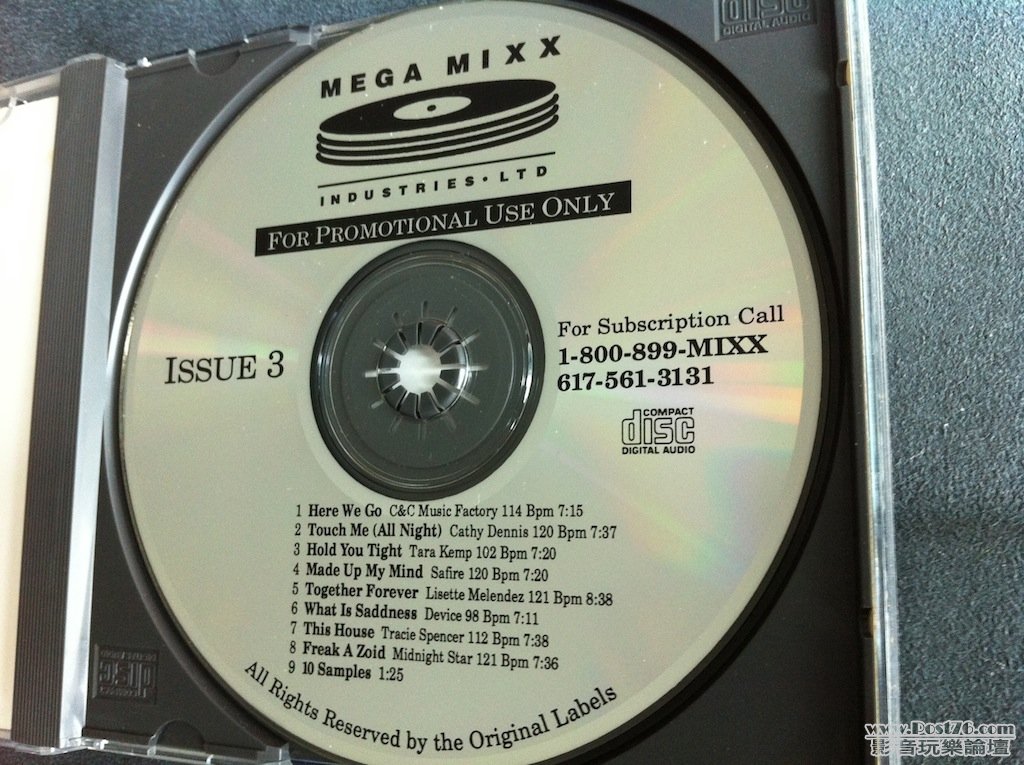 MEGA MIXX
INDUSTRIES • LTD
FOR PROMOTIONAL USE ONLY
ISSUE 3
For Subscription Call
1-800-899-MIXX
617-561-3131
COMPACT
disc
DIGITAL AUDIO
1 Here We Go C&C Music Factory 114 Bpm 7:15
2 Touch Me (All Night) Cathy Dennis 120 Bpm 7:37
3 Hold You Tight Tara Kemp 102 Bpm 7:20
4 Made Up My Mind Safire 120 Bpm 7:20
5 Together Forever Lisette Melendez 121 Bpm 8:38
6 What Is Saddness Device 98 Bpm 7:11
7 This House Tracie Spencer 112 Bpm 7:38
8 Freak A Zoid Midnight Star 121 Bpm 7:36
9 10 Samples 1:25
All Rights Reserved by the Original Labels
disc
DIGITAL AUDIO
COMPACT
disc
DIGITAL AUDIO
www.Post76.com
影音玩樂論壇